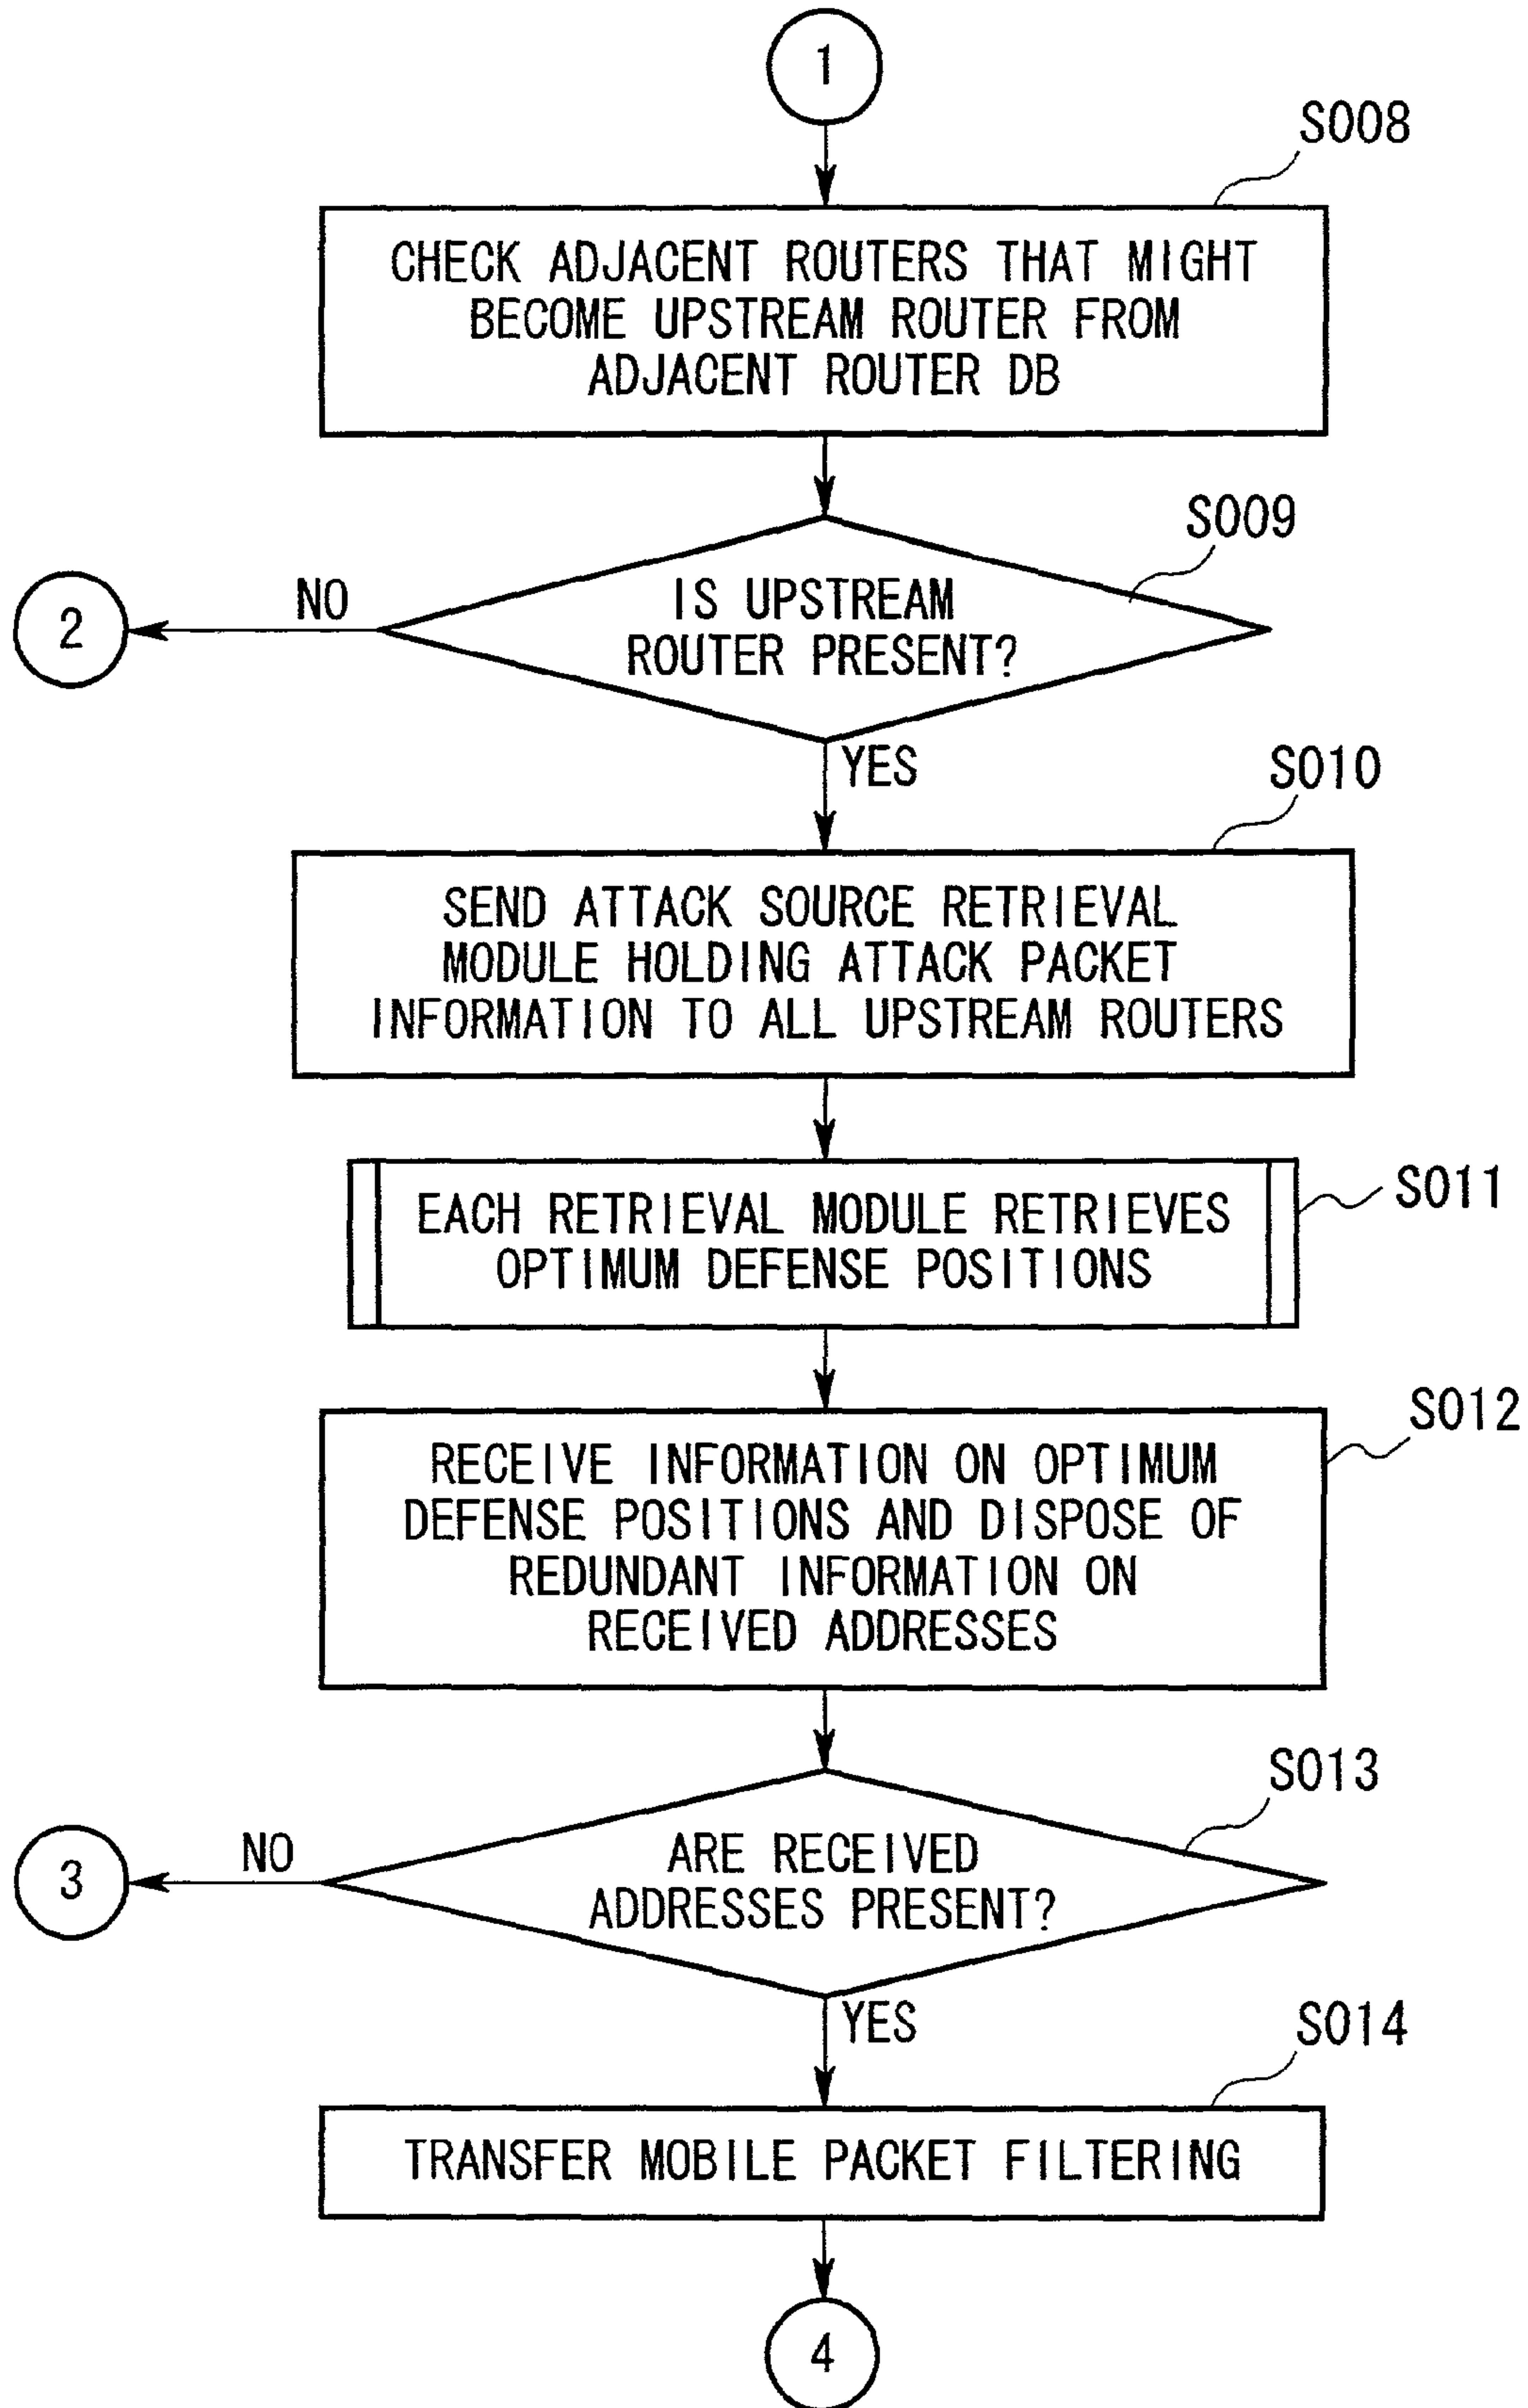 1
S008
CHECK ADJACENT ROUTERS THAT MIGHT
BECOME UPSTREAM ROUTER FROM
ADJACENT ROUTER DB
S009
2
NO
IS UPSTREAM
ROUTER PRESENT?
YES
S010
SEND ATTACK SOURCE RETRIEVAL
MODULE HOLDING ATTACK PACKET
INFORMATION TO ALL UPSTREAM ROUTERS
S011
EACH RETRIEVAL MODULE RETRIEVES
OPTIMUM DEFENSE POSITIONS
S012
RECEIVE INFORMATION ON OPTIMUM
DEFENSE POSITIONS AND DISPOSE OF
REDUNDANT INFORMATION ON
RECEIVED ADDRESSES
S013
3
NO
ARE RECEIVED
ADDRESSES PRESENT?
YES
S014
TRANSFER MOBILE PACKET FILTERING
4